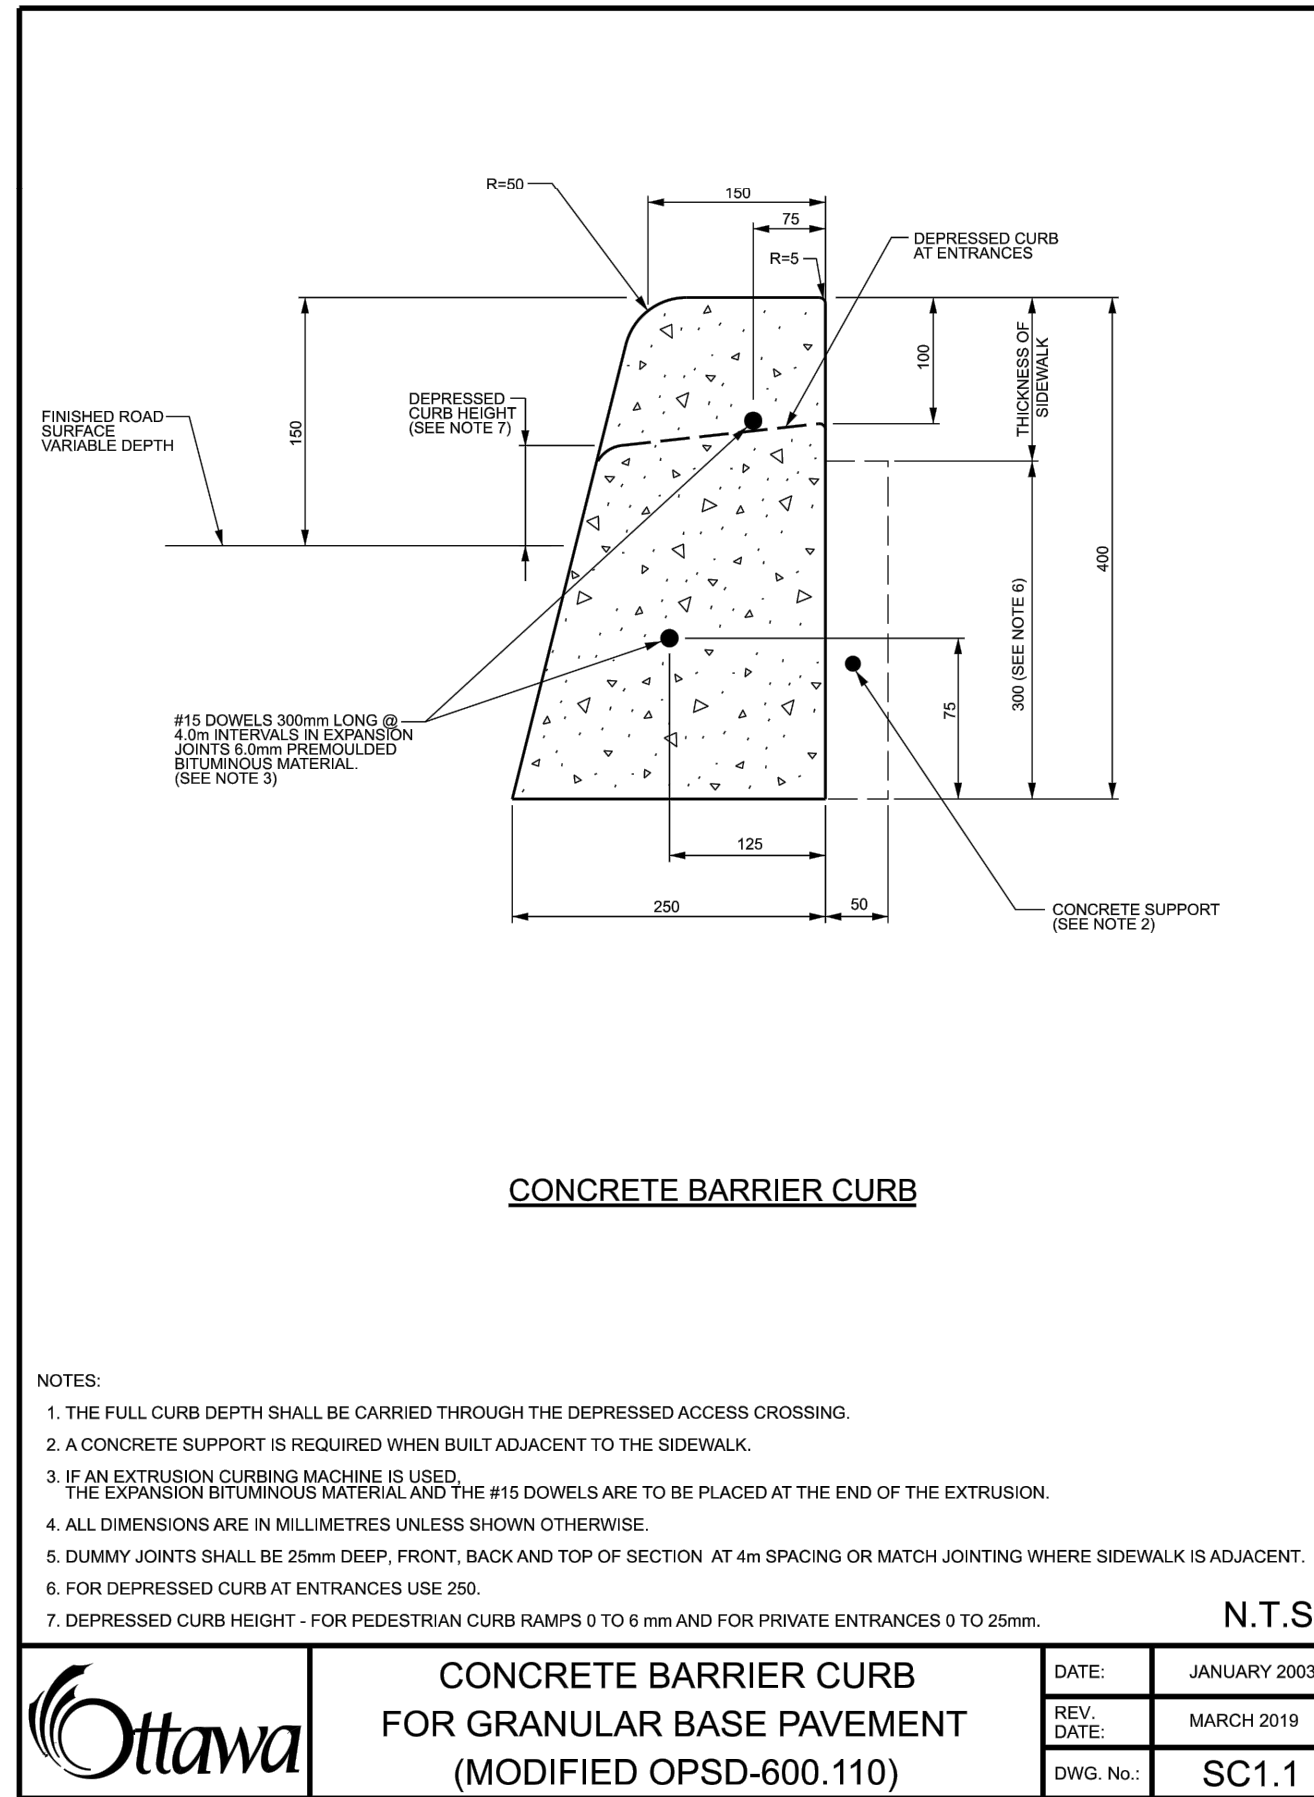 R=50
150
75
R=5
DEPRESSED CURB
AT ENTRANCES
150
100
THICKNESS OF
SIDEWALK
DEPRESSED
CURB HEIGHT
(SEE NOTE 7)
FINISHED ROAD
SURFACE
VARIABLE DEPTH
400
300 (SEE NOTE 6)
75
#15 DOWELS 300mm LONG @
4.0m INTERVALS IN EXPANSION
JOINTS 6.0mm PREMOULDED
BITUMINOUS MATERIAL.
(SEE NOTE 3)
125
250
50
CONCRETE SUPPORT
(SEE NOTE 2)
CONCRETE BARRIER CURB
NOTES:
1. THE FULL CURB DEPTH SHALL BE CARRIED THROUGH THE DEPRESSED ACCESS CROSSING.
2. A CONCRETE SUPPORT IS REQUIRED WHEN BUILT ADJACENT TO THE SIDEWALK.
3. IF AN EXTRUSION CURBING MACHINE IS USED,
THE EXPANSION BITUMINOUS MATERIAL AND THE #15 DOWELS ARE TO BE PLACED AT THE END OF THE EXTRUSION.
4. ALL DIMENSIONS ARE IN MILLIMETRES UNLESS SHOWN OTHERWISE.
5. DUMMY JOINTS SHALL BE 25mm DEEP, FRONT, BACK AND TOP OF SECTION AT 4m SPACING OR MATCH JOINTING WHERE SIDEWALK IS ADJACENT.
6. FOR DEPRESSED CURB AT ENTRANCES USE 250.
7. DEPRESSED CURB HEIGHT - FOR PEDESTRIAN CURB RAMPS 0 TO 6 mm AND FOR PRIVATE ENTRANCES 0 TO 25mm.
N.T.S
Ottawa
CONCRETE BARRIER CURB
FOR GRANULAR BASE PAVEMENT
(MODIFIED OPSD-600.110)
DATE:
JANUARY 2003
REV.
DATE:
MARCH 2019
DWG. No.:
SC1.1